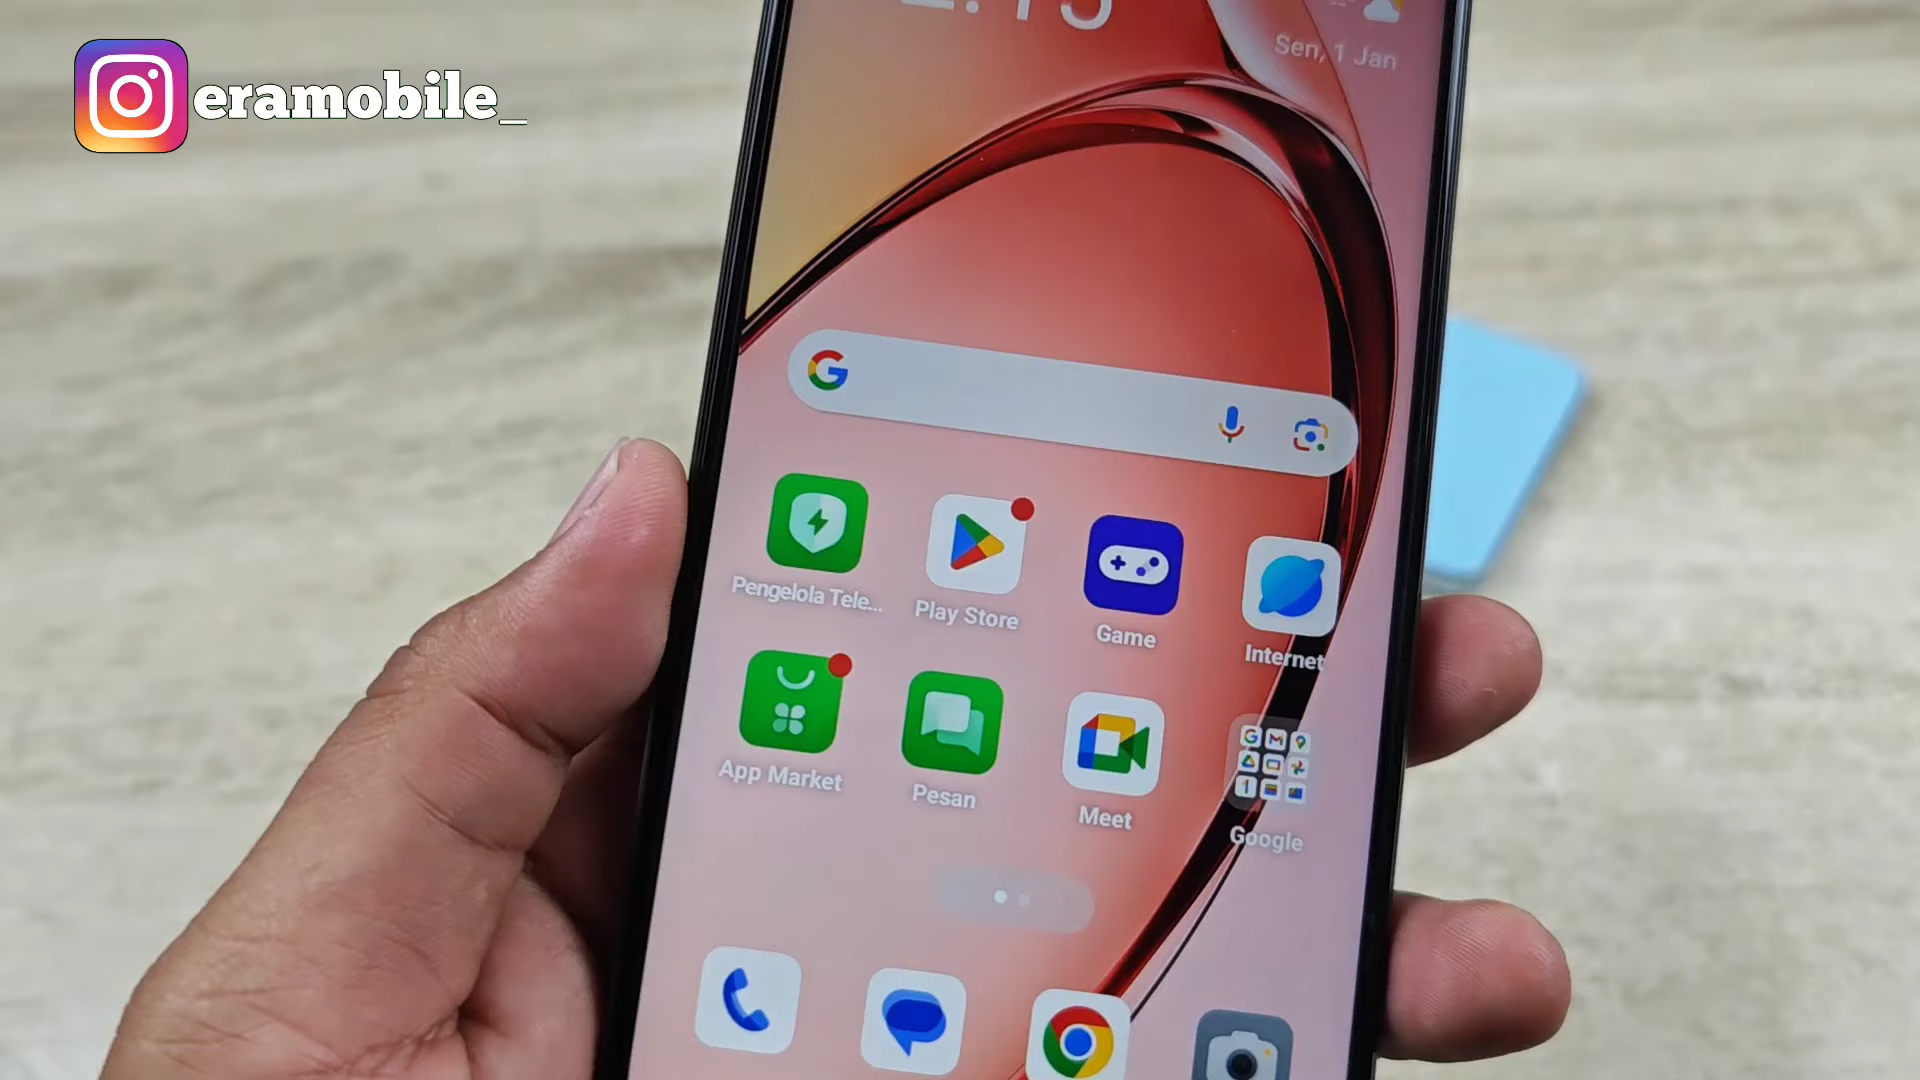 eramobile_
Sen, 1 Jan
Pengelola Tele...
Play Store
Game
Internet
App Market
Pesan
Meet
Google